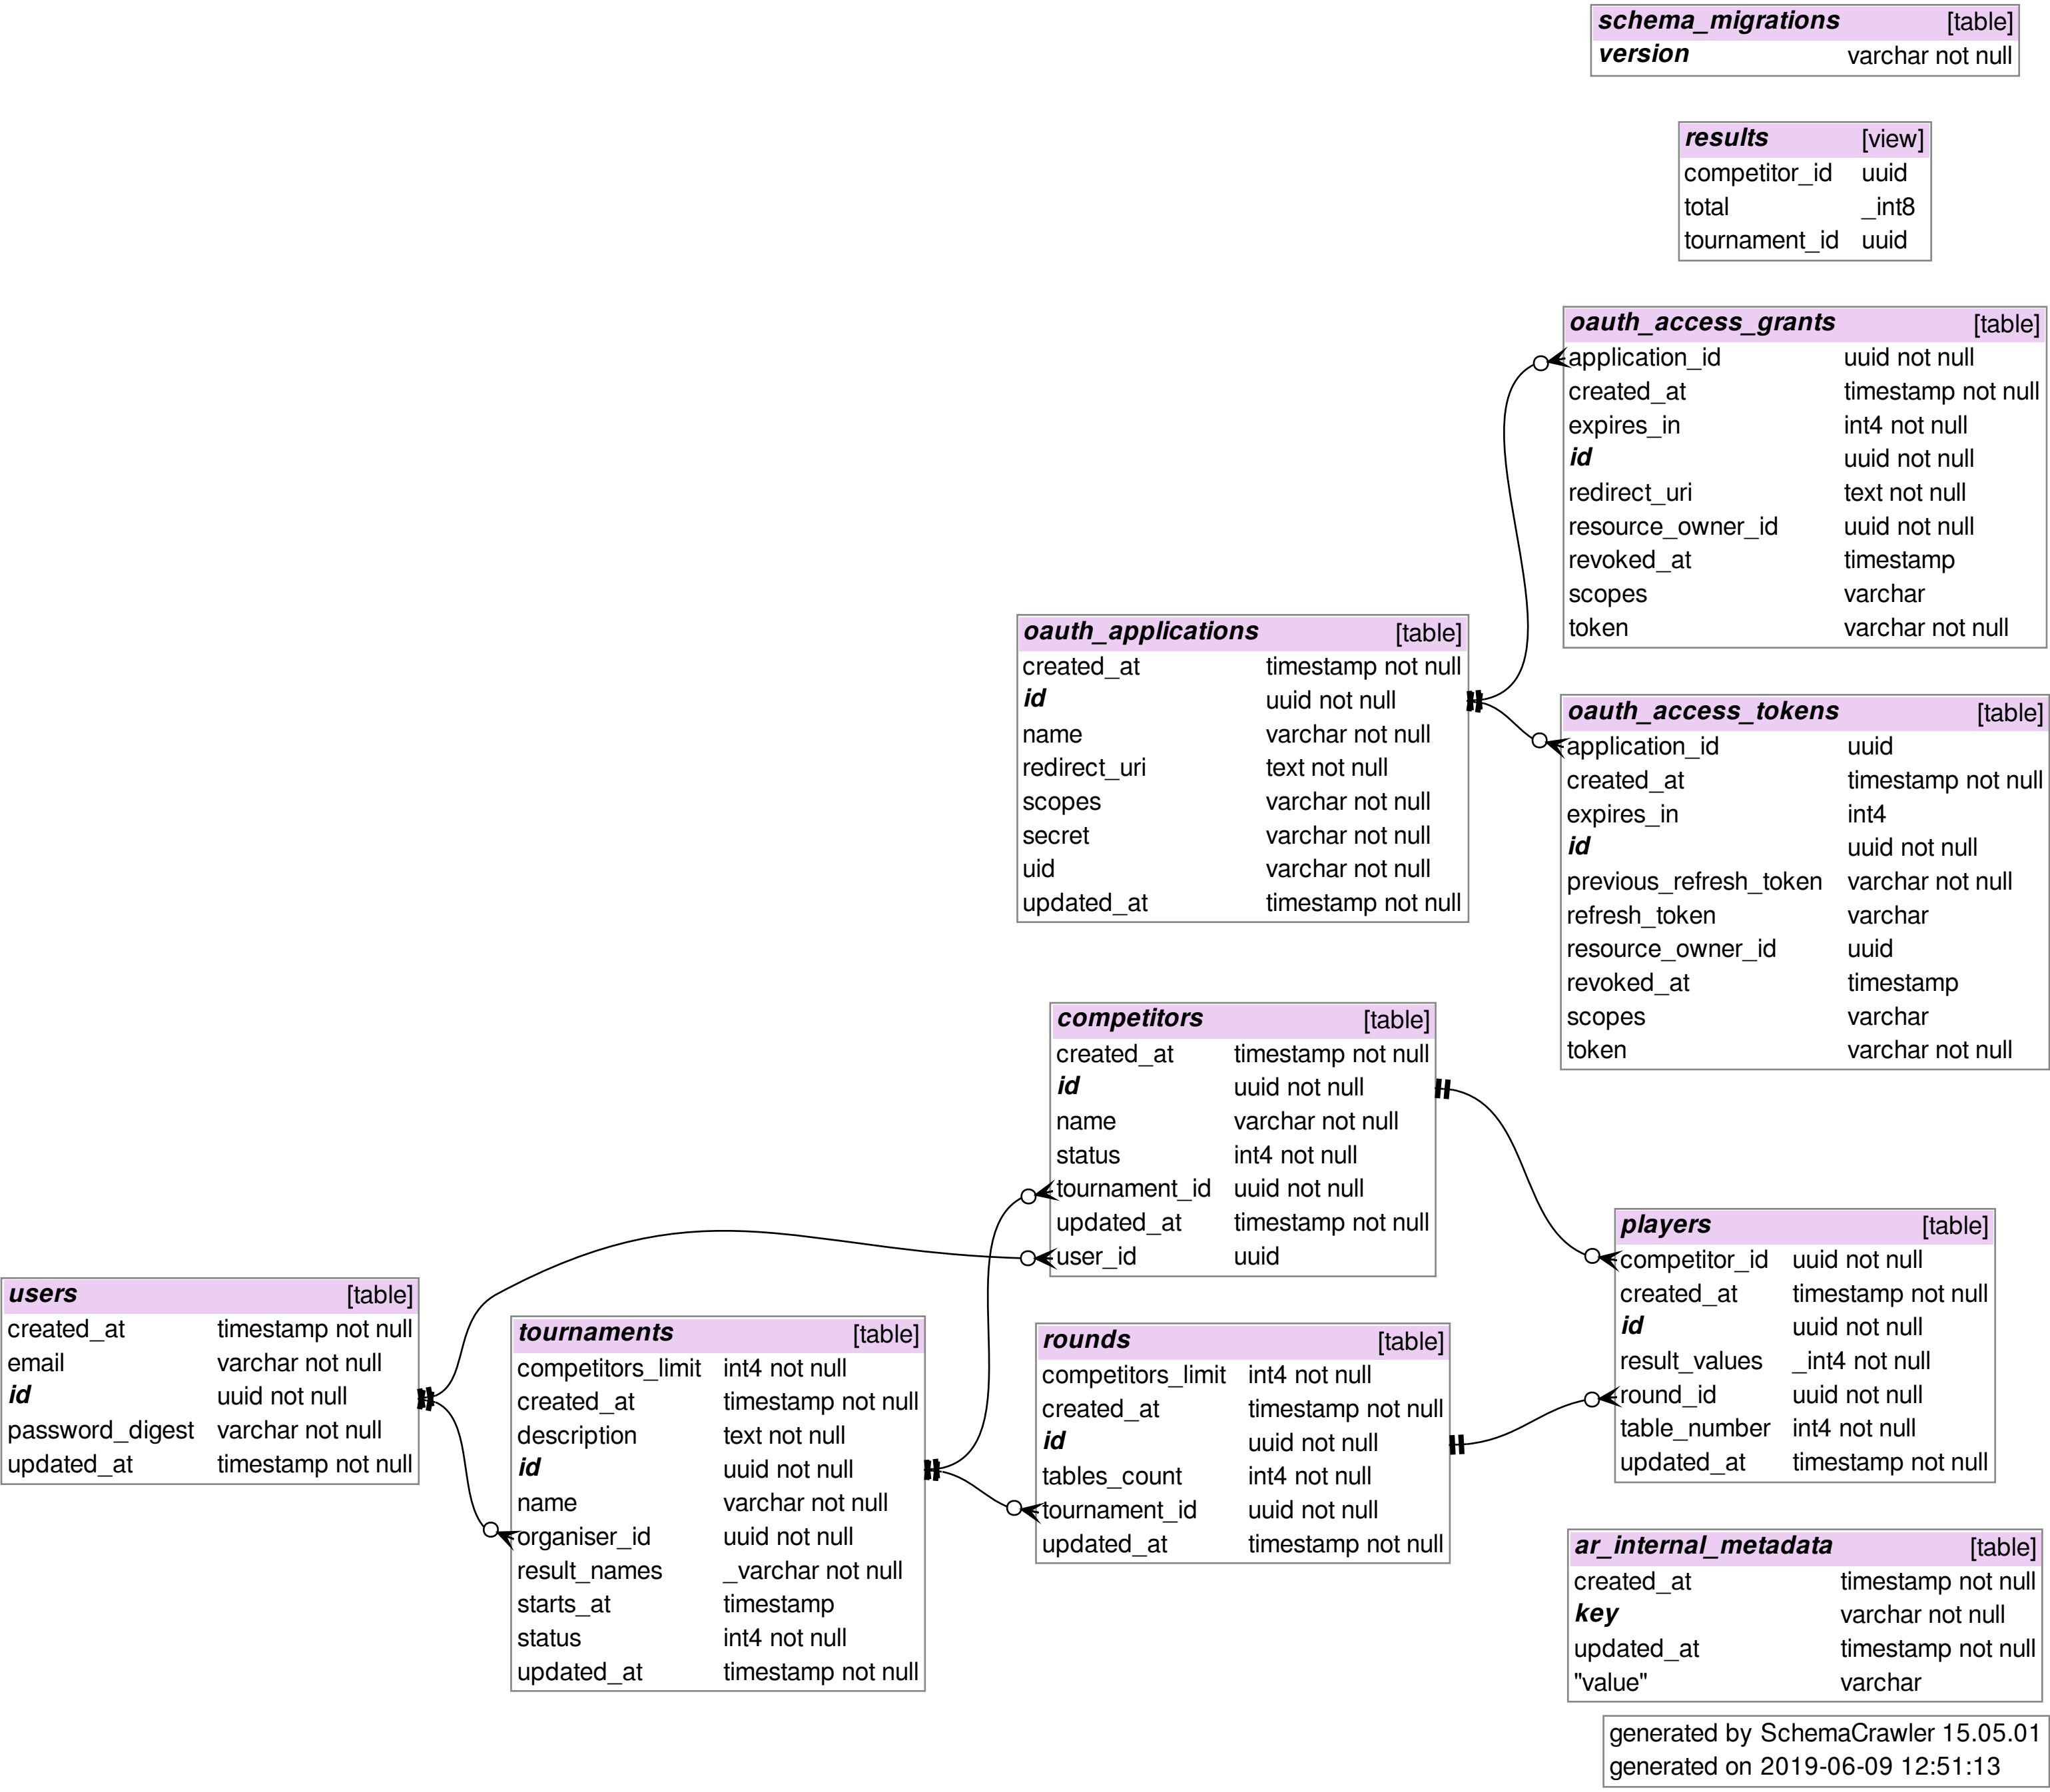 schema_migrations [table]
version varchar not null
results [view]
competitor_id uuid
total _int8
tournament_id uuid
oauth_access_grants [table]
application_id uuid not null
created_at timestamp not null
expires_in int4 not null
id uuid not null
redirect_uri text not null
resource_owner_id uuid not null
revoked_at timestamp
scopes varchar
token varchar not null
oauth_applications [table]
created_at timestamp not null
id uuid not null
name varchar not null
redirect_uri text not null
scopes varchar not null
secret varchar not null
uid varchar not null
updated_at timestamp not null
oauth_access_tokens [table]
application_id uuid
created_at timestamp not null
expires_in int4
id uuid not null
previous_refresh_token varchar not null
refresh_token varchar
resource_owner_id uuid
revoked_at timestamp
scopes varchar
token varchar not null
competitors [table]
created_at timestamp not null
id uuid not null
name varchar not null
status int4 not null
tournament_id uuid not null
updated_at timestamp not null
user_id uuid
users [table]
created_at timestamp not null
email varchar not null
id uuid not null
password_digest varchar not null
updated_at timestamp not null
tournaments [table]
competitors_limit int4 not null
created_at timestamp not null
description text not null
id uuid not null
name varchar not null
organiser_id uuid not null
result_names _varchar not null
starts_at timestamp
status int4 not null
updated_at timestamp not null
rounds [table]
competitors_limit int4 not null
created_at timestamp not null
id uuid not null
tables_count int4 not null
tournament_id uuid not null
updated_at timestamp not null
players [table]
competitor_id uuid not null
created_at timestamp not null
id uuid not null
result_values _int4 not null
round_id uuid not null
table_number int4 not null
updated_at timestamp not null
ar_internal_metadata [table]
created_at timestamp not null
key varchar not null
updated_at timestamp not null
"value" varchar
generated by SchemaCrawler 15.05.01
generated on 2019-06-09 12:51:13